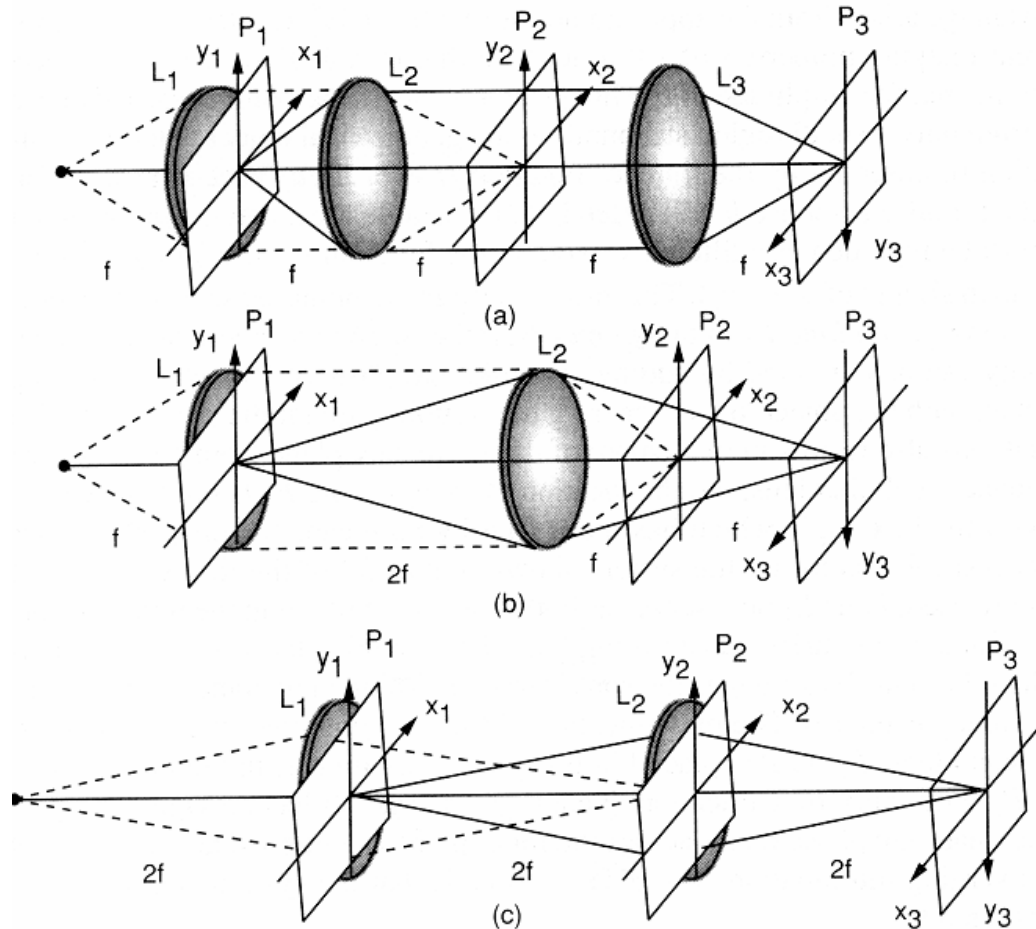 P1 P2 P3
y1 x1 y2 x2
L1 L2 L3
f f f f f x3 y3
(a)
P1 L2 y2 P2 P3
y1 L1
x1 x2
f 2f f f x3 y3
(b)
y1 P1 y2 P2 P3
L1 x1 L2 x2
2f 2f 2f x3 y3
(c)